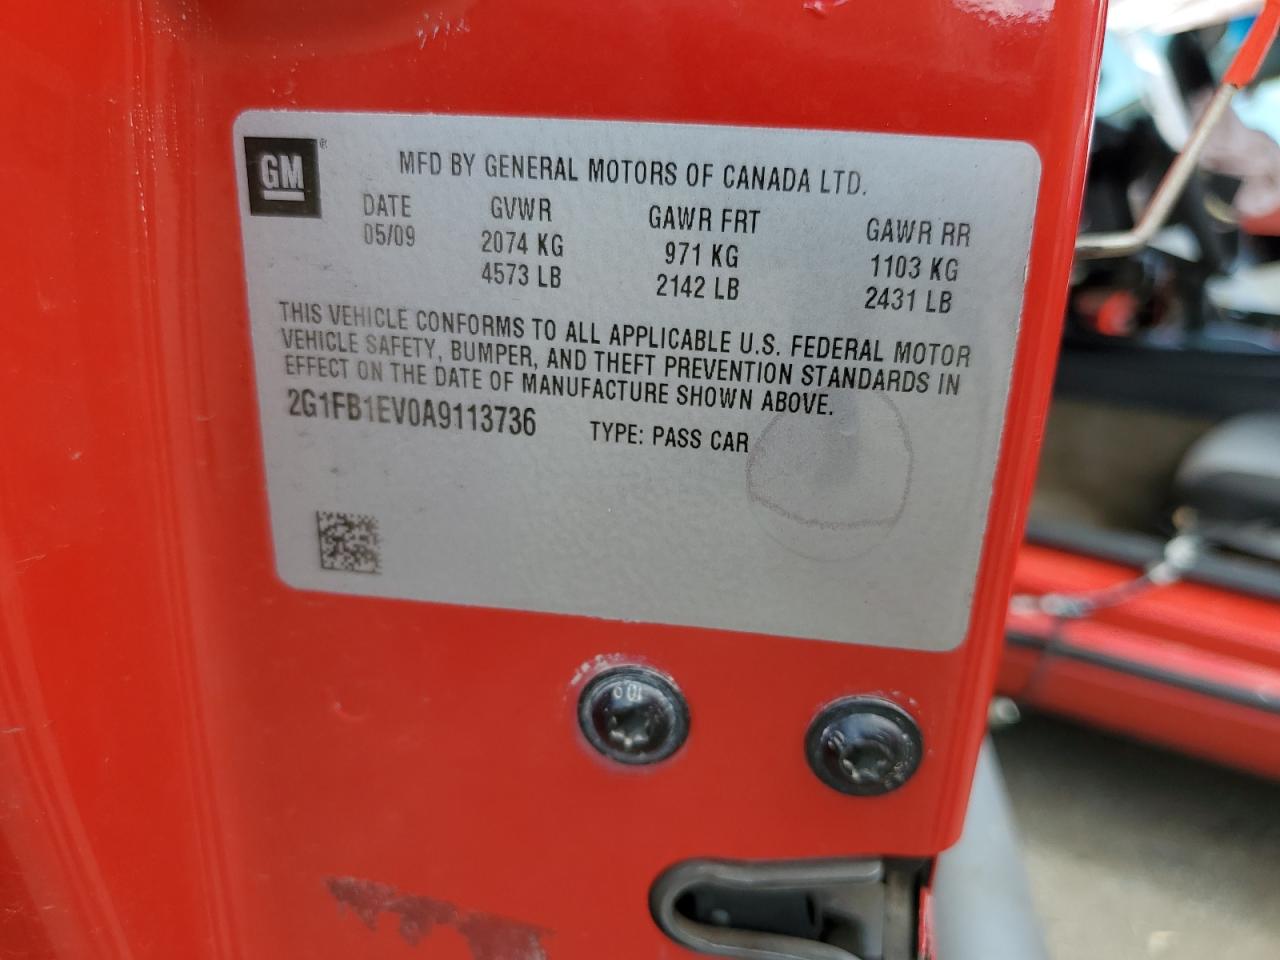 GM® MFD BY GENERAL MOTORS OF CANADA LTD.
DATE GVWR GAWR FRT GAWR RR
05/09 2074 KG 971 KG 1103 KG
4573 LB 2142 LB 2431 LB
THIS VEHICLE CONFORMS TO ALL APPLICABLE U.S. FEDERAL MOTOR
VEHICLE SAFETY, BUMPER, AND THEFT PREVENTION STANDARDS IN
EFFECT ON THE DATE OF MANUFACTURE SHOWN ABOVE.
2G1FB1EV0A9113736 TYPE: PASS CAR